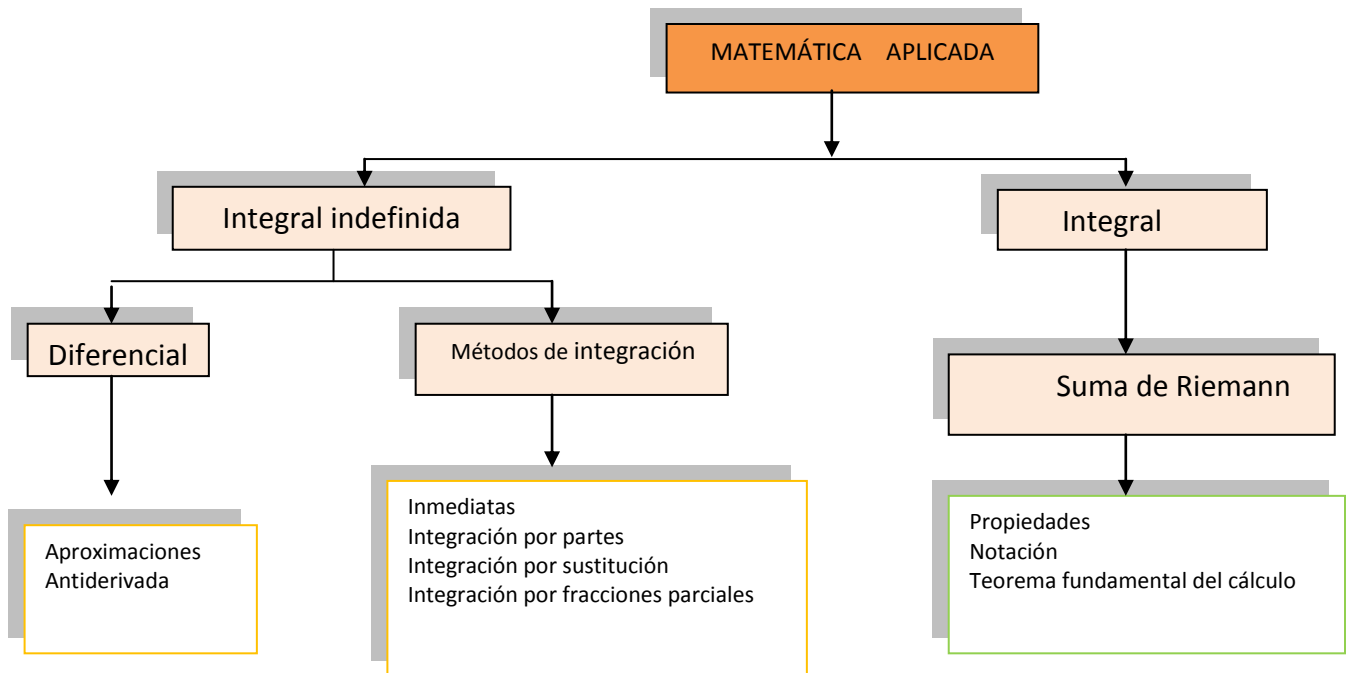 MATEMÁTICA APLICADA
Integral indefinida
Integral
Diferencial
Métodos de integración
Suma de Riemann
Aproximaciones
Antiderivada
Inmediatas
Integración por partes
Integración por sustitución
Integración por fracciones parciales
Propiedades
Notación
Teorema fundamental del cálculo